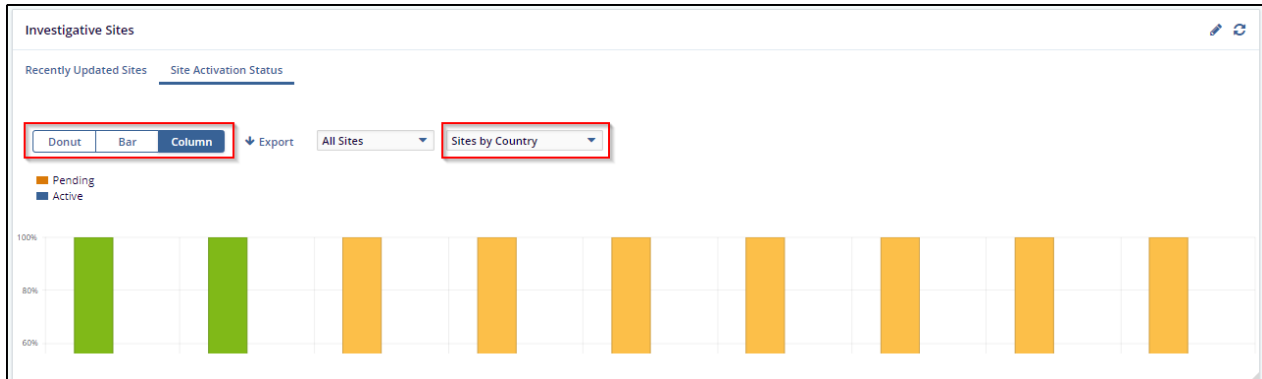 Investigative Sites
Recently Updated Sites Site Activation Status
Donut Bar Column Export All Sites Sites by Country
Pending
Active
100%
80%
60%